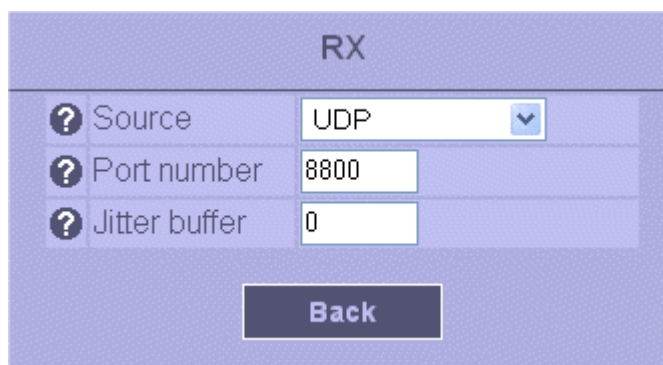 RX
? Source UDP
? Port number 8800
? Jitter buffer 0
Back